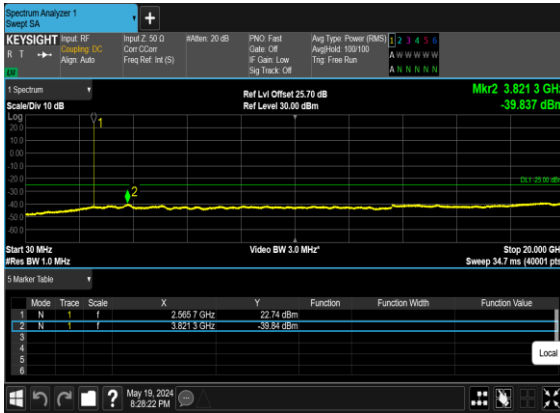 Spectrum Analyzer 1
Swept SA
+
KEYSIGHT Input: RF Input Z: 50 Ω #Atten: 20 dB PNO: Fast Avg Type: Power (RMS) 1 2 3 4 5 6
R T Coupling: DC Corr CCorr Gate: Off Avg|Hold: 100/100 A W W W W W
Align: Auto Freq Ref: Int (S) IF Gain: Low Trig: Free Run
Sig Track: Off A N N N N N
1 Spectrum Ref Lvl Offset 25.70 dB Mkr2 3.821 3 GHz
Scale/Div 10 dB Ref Level 30.00 dBm -39.837 dBm
Log
1
20.0
10.0
0.00
-10.0
-20.0
DL1 -25.00 dBm
-30.0
2
-40.0
-50.0
-60.0
Start 30 MHz Video BW 3.0 MHz* Stop 20.000 GHz
#Res BW 1.0 MHz Sweep 34.7 ms (40001 pts)
5 Marker Table
Mode Trace Scale X Y Function Function Width Function Value
1 N 1 f 2.565 7 GHz 22.74 dBm
2 N 1 f 3.821 3 GHz -39.84 dBm
3
4
5
6
Local
? May 19, 2024
8:28:22 PM